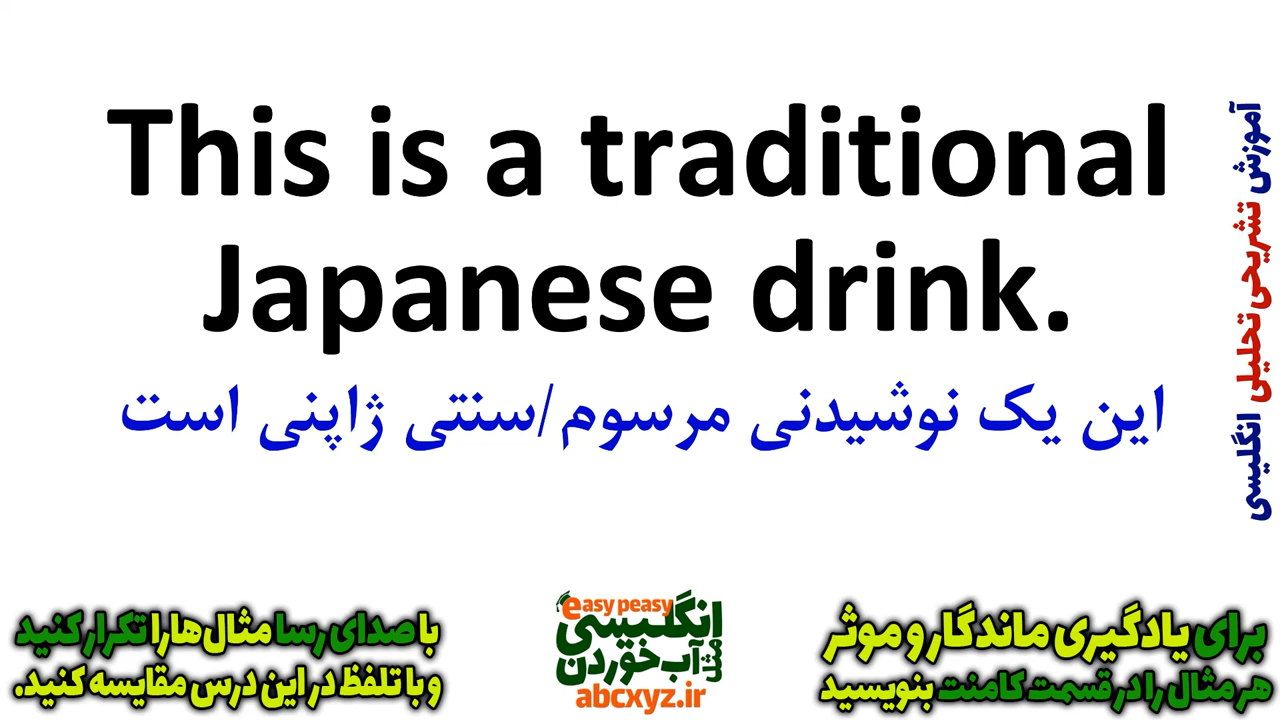 This is a traditional
Japanese drink.
این یک نوشیدنی مرسوم/سنتی ژاپنی است
آموزش تشریحی تحلیلی انگلیسی
با صدای رسا مثال‌ها را تکرار کنید
و با تلفظ در این درس مقایسه کنید.
easy peasy
انگلیسی
مثل آب خوردن
abcxyz.ir
برای یادگیری ماندگار و موثر
هر مثال را در قسمت کامنت بنویسید